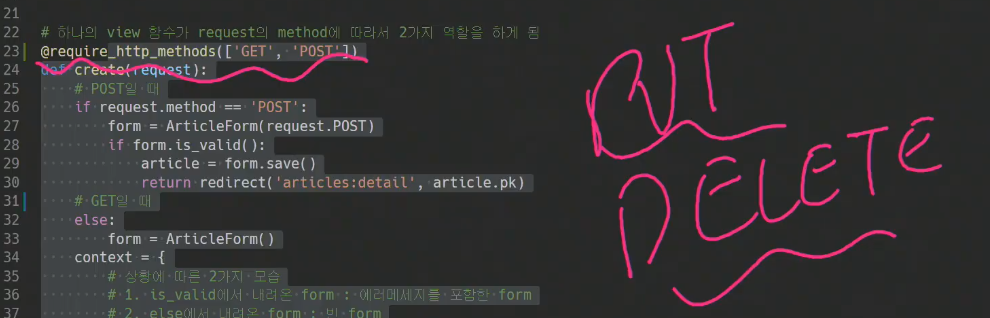 21
22 # 하나의 view 함수가 request의 method에 따라서 2가지 역할을 하게 됨
23 @require_http_methods(['GET', 'POST'])
24 def create(request):
25 # POST일 때
26 if request.method == 'POST':
27 form = ArticleForm(request.POST)
28 if form.is_valid():
29 article = form.save()
30 return redirect('articles:detail', article.pk)
31 # GET일 때
32 else:
33 form = ArticleForm()
34 context = {
35 # 상황에 따른 2가지 모습
36 # 1. is_valid에서 내려온 form : 에러메세지를 포함한 form
37 # 2. else에서 내려온 form : 빈 form
PUT
DELETE